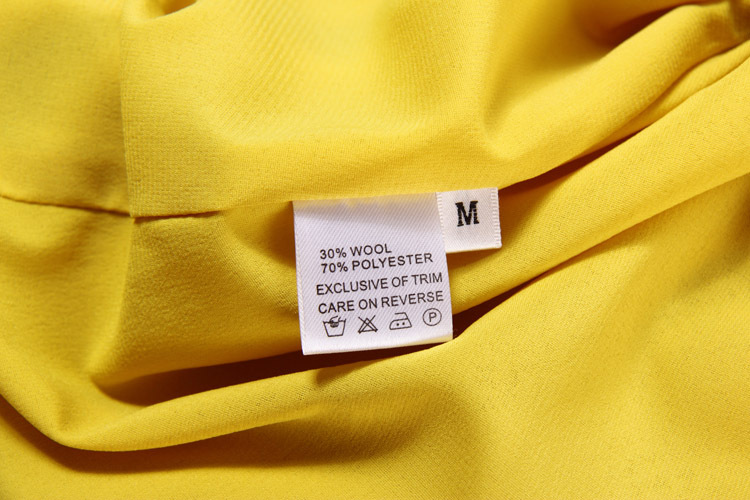 M
30% WOOL
70% POLYESTER
EXCLUSIVE OF TRIM
CARE ON REVERSE
P